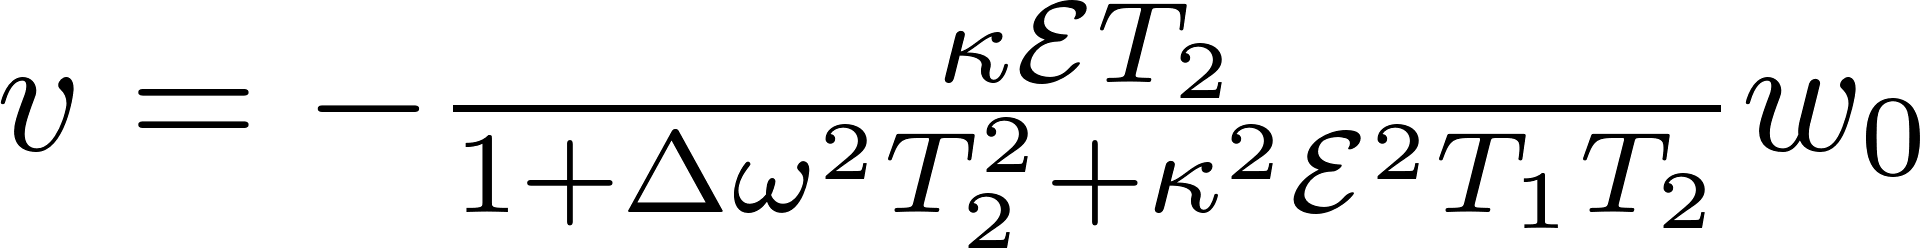 v = -\frac{\kappa \mathcal{E} T_2}{1 + \Delta\omega^2 T_2^2 + \kappa^2 \mathcal{E}^2 T_1 T_2} w_0